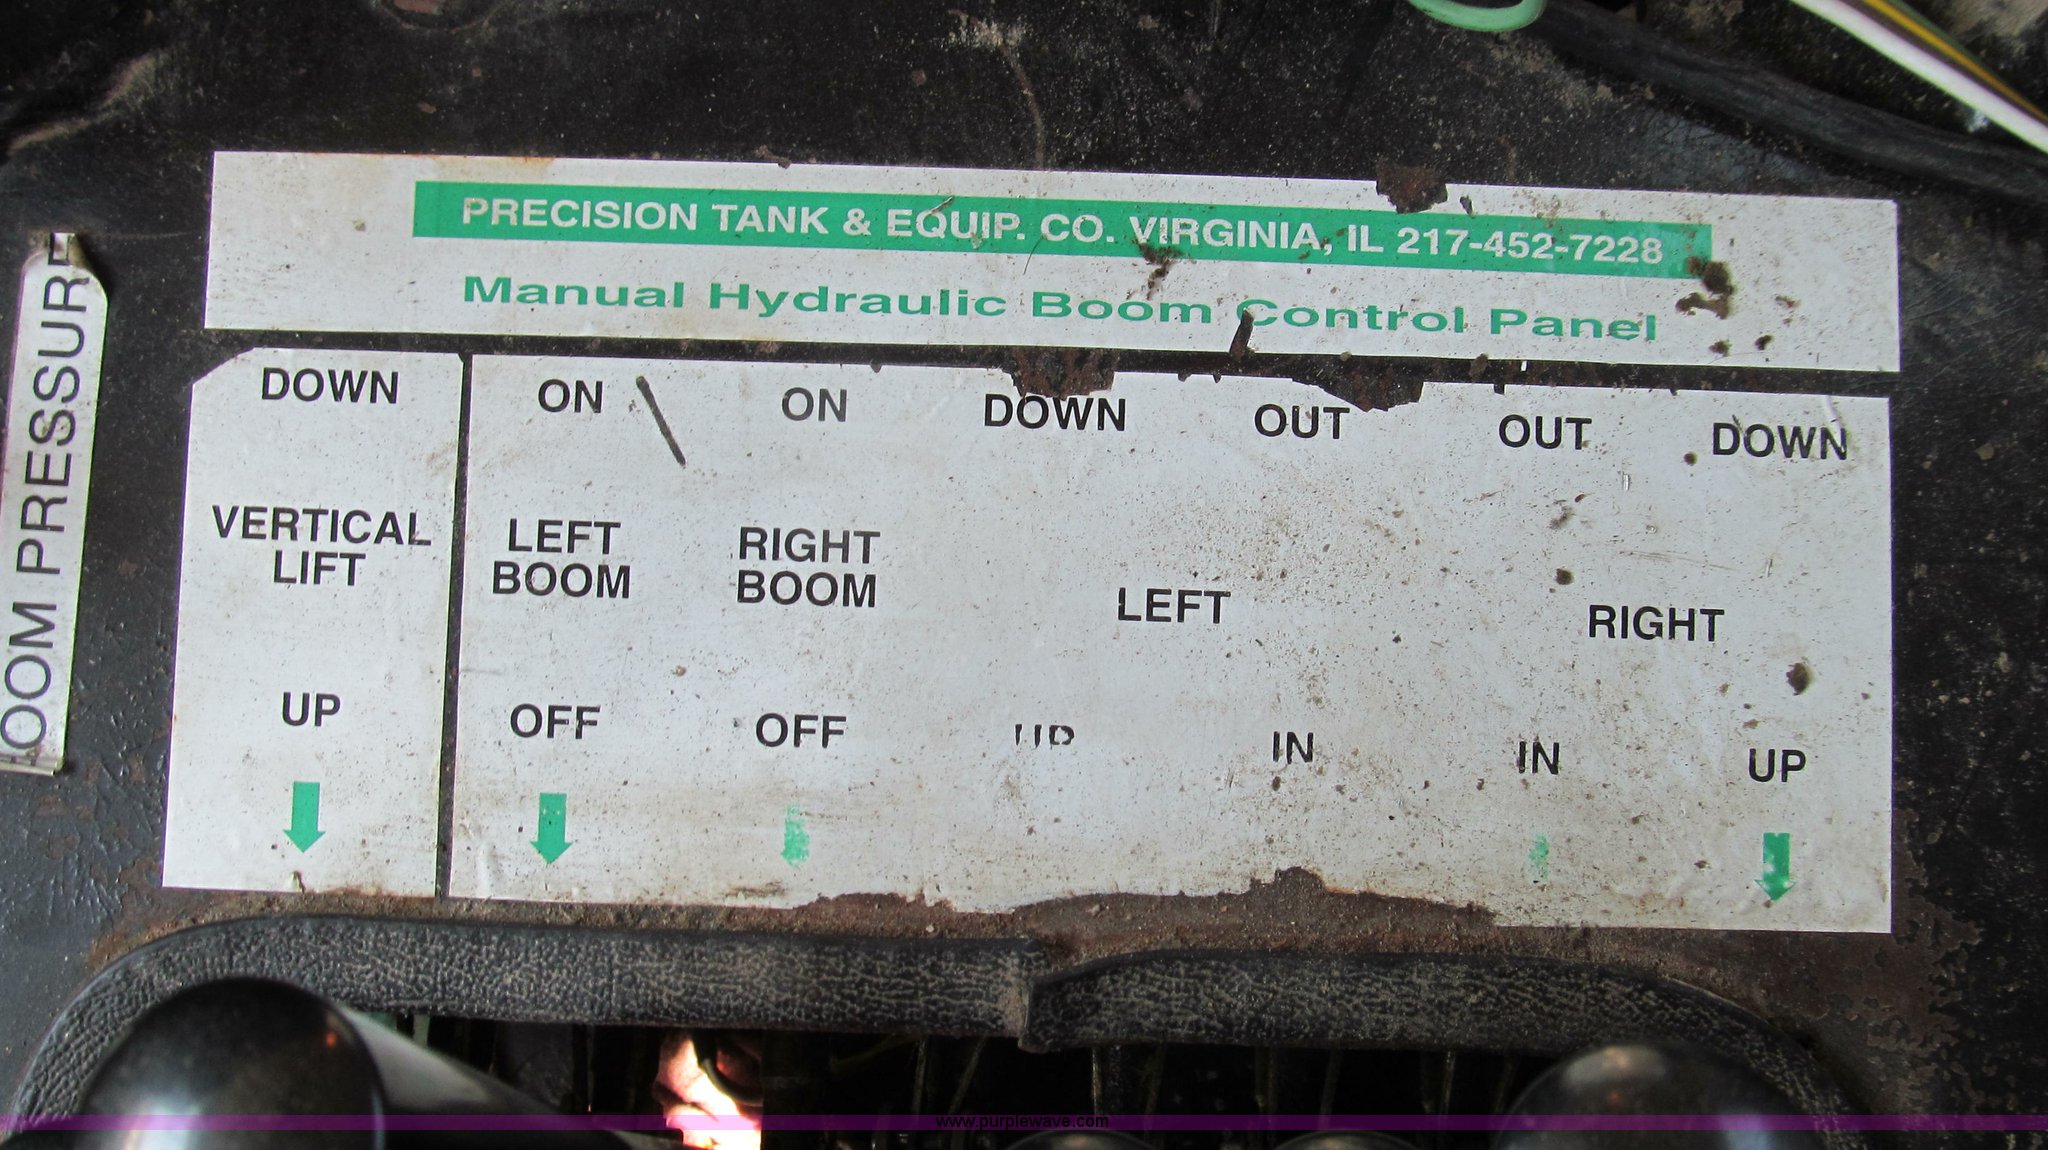 PRECISION TANK & EQUIP. CO. VIRGINIA, IL 217-452-7228
Manual Hydraulic Boom Control Panel
OOM PRESSURE
DOWN ON ON DOWN OUT OUT DOWN
VERTICAL LIFT
LEFT BOOM
RIGHT BOOM
LEFT
RIGHT
UP OFF OFF UP IN IN UP
www.purplewave.com